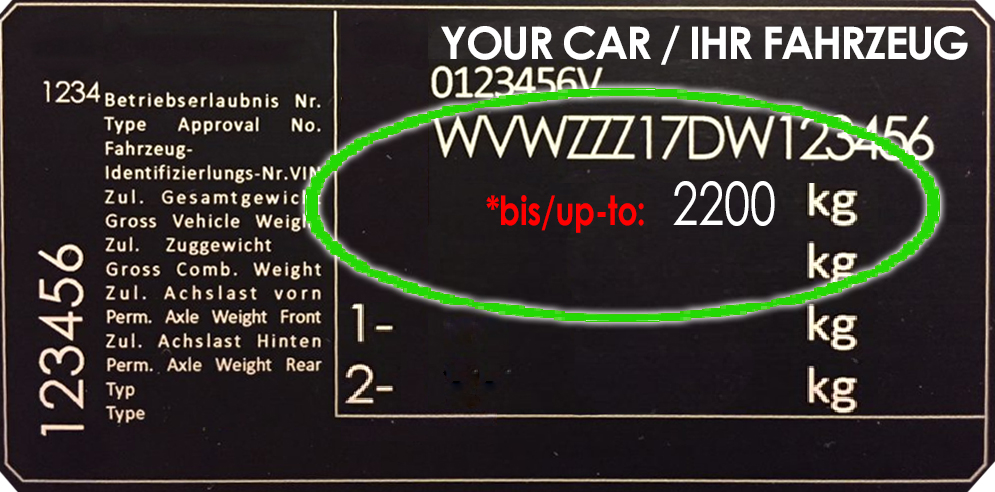 YOUR CAR / IHR FAHRZEUG
0123456V
1234
Betriebserlaubnis Nr.
Type Approval No.
WVWZZZ17DW123456
Fahrzeug-
Identifizierlungs-Nr.VIN
Zul. Gesamtgewicht
*bis/up-to: 2200 kg
Gross Vehicle Weight
Zul. Zuggewicht
kg
Gross Comb. Weight
Zul. Achslast vorn
Perm. Axle Weight Front
1- kg
Zul. Achslast Hinten
Perm. Axle Weight Rear
2- kg
Typ
Type
123456